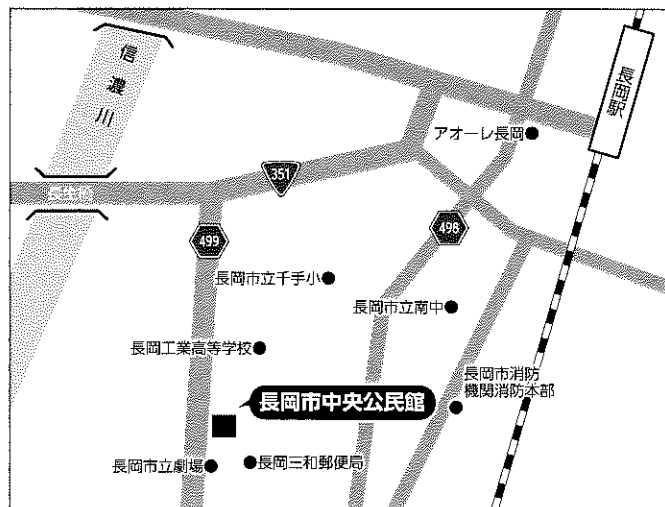 信濃川
長岡駅
アオーレ長岡
351
長生橋
499
498
長岡市立千手小
長岡市立南中
長岡工業高等学校
長岡市消防
機関消防本部
長岡市中央公民館
長岡市立劇場
長岡三和郵便局